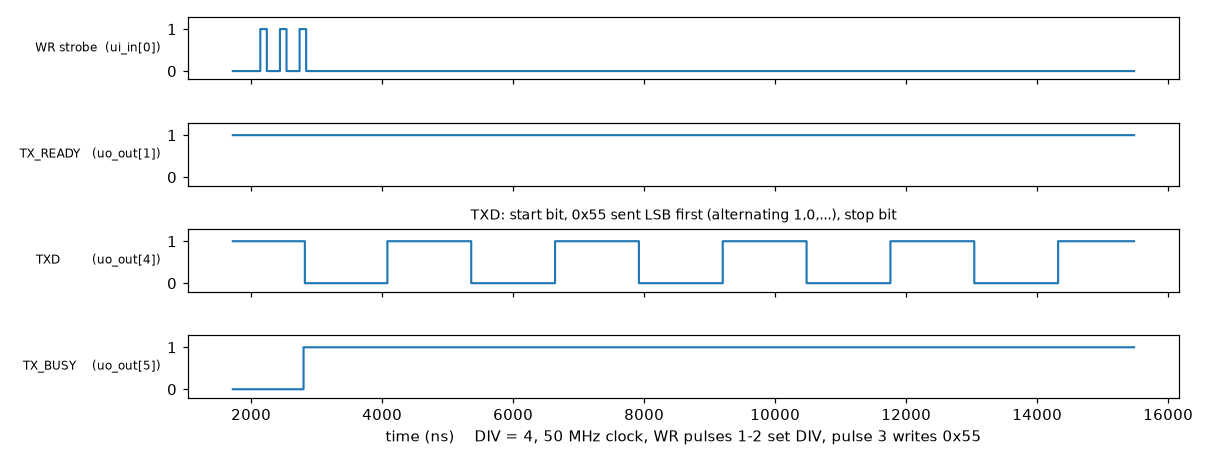 1
WR strobe (ui_in[0])
0
1
TX_READY (uo_out[1])
0
TXD: start bit, 0x55 sent LSB first (alternating 1,0,...), stop bit
1
TXD (uo_out[4])
0
1
TX_BUSY (uo_out[5])
0
2000 4000 6000 8000 10000 12000 14000 16000
time (ns) DIV = 4, 50 MHz clock, WR pulses 1-2 set DIV, pulse 3 writes 0x55